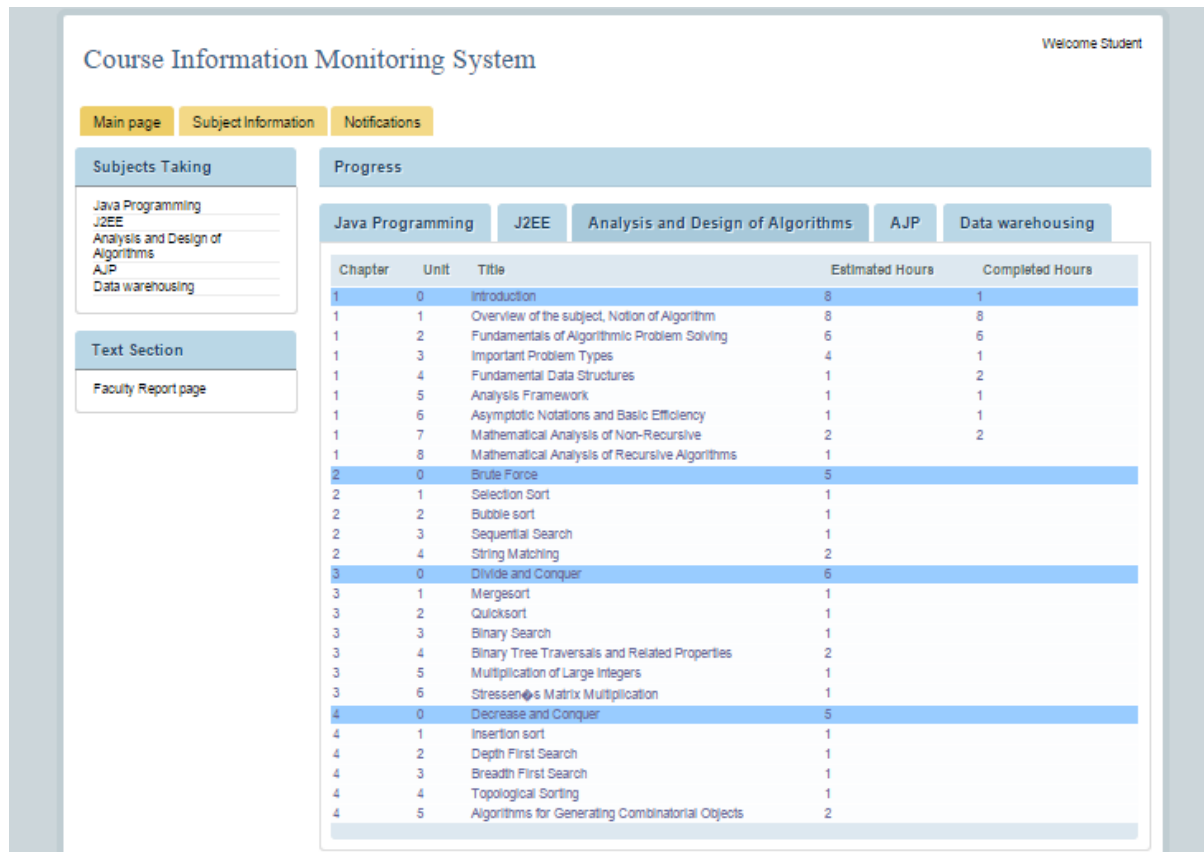 Welcome Student
Course Information Monitoring System
Main page Subject Information Notifications
Subjects Taking
Java Programming
J2EE
Analysis and Design of
Algorithms
AJP
Data warehousing
Text Section
Faculty Report page
Progress
Java Programming J2EE Analysis and Design of Algorithms AJP Data warehousing
Chapter Unit Title Estimated Hours Completed Hours
1 0 Introduction 8 1
1 1 Overview of the subject, Notion of Algorithm 8 8
1 2 Fundamentals of Algorithmic Problem Solving 6 6
1 3 Important Problem Types 4 1
1 4 Fundamental Data Structures 1 2
1 5 Analysis Framework 1 1
1 6 Asymptotic Notations and Basic Efficiency 1 1
1 7 Mathematical Analysis of Non-Recursive 2 2
1 8 Mathematical Analysis of Recursive Algorithms 1
2 0 Brute Force 5
2 1 Selection Sort 1
2 2 Bubble sort 1
2 3 Sequential Search 1
2 4 String Matching 2
3 0 Divide and Conquer 6
3 1 Mergesort 1
3 2 Quicksort 1
3 3 Binary Search 1
3 4 Binary Tree Traversals and Related Properties 2
3 5 Multiplication of Large Integers 1
3 6 Stressen�s Matrix Multiplication 1
4 0 Decrease and Conquer 5
4 1 Insertion sort 1
4 2 Depth First Search 1
4 3 Breadth First Search 1
4 4 Topological Sorting 1
4 5 Algorithms for Generating Combinatorial Objects 2